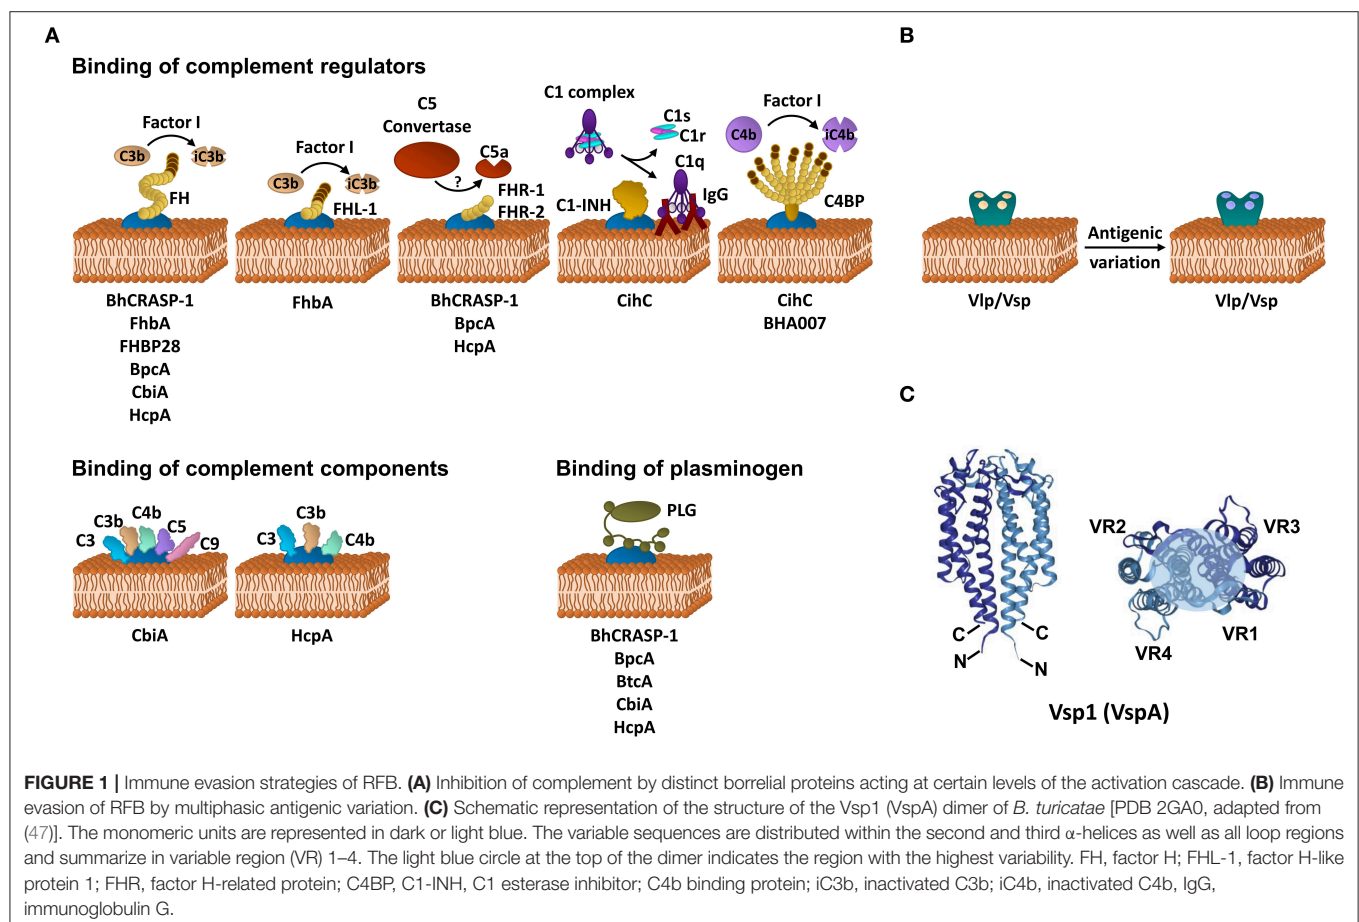 A
Binding of complement regulators
Factor I
C3b
iC3b
FH
BhCRASP-1
FhbA
FHBP28
BpcA
CbiA
HcpA
Factor I
C3b
iC3b
FHL-1
FhbA
C5
Convertase
C5a
?
FHR-1
FHR-2
BhCRASP-1
BpcA
HcpA
C1 complex
C1s
C1r
C1q
IgG
C1-INH
CihC
Factor I
C4b
iC4b
C4BP
CihC
BHA007
B
Antigenic
variation
Vlp/Vsp
Vlp/Vsp
Binding of complement components
C3
C3b
C4b
C5
C9
CbiA
C3
C3b
C4b
HcpA
Binding of plasminogen
PLG
BhCRASP-1
BpcA
BtcA
CbiA
HcpA
C
C
C
N
N
VR2
VR3
VR4
VR1
Vsp1 (VspA)
FIGURE 1 | Immune evasion strategies of RFB. (A) Inhibition of complement by distinct borrelial proteins acting at certain levels of the activation cascade. (B) Immune
evasion of RFB by multiphasic antigenic variation. (C) Schematic representation of the structure of the Vsp1 (VspA) dimer of B. turicatae [PDB 2GA0, adapted from
(47)]. The monomeric units are represented in dark or light blue. The variable sequences are distributed within the second and third α-helices as well as all loop regions
and summarize in variable region (VR) 1–4. The light blue circle at the top of the dimer indicates the region with the highest variability. FH, factor H; FHL-1, factor H-like
protein 1; FHR, factor H-related protein; C4BP, C1-INH, C1 esterase inhibitor; C4b binding protein; iC3b, inactivated C3b; iC4b, inactivated C4b, IgG,
immunoglobulin G.